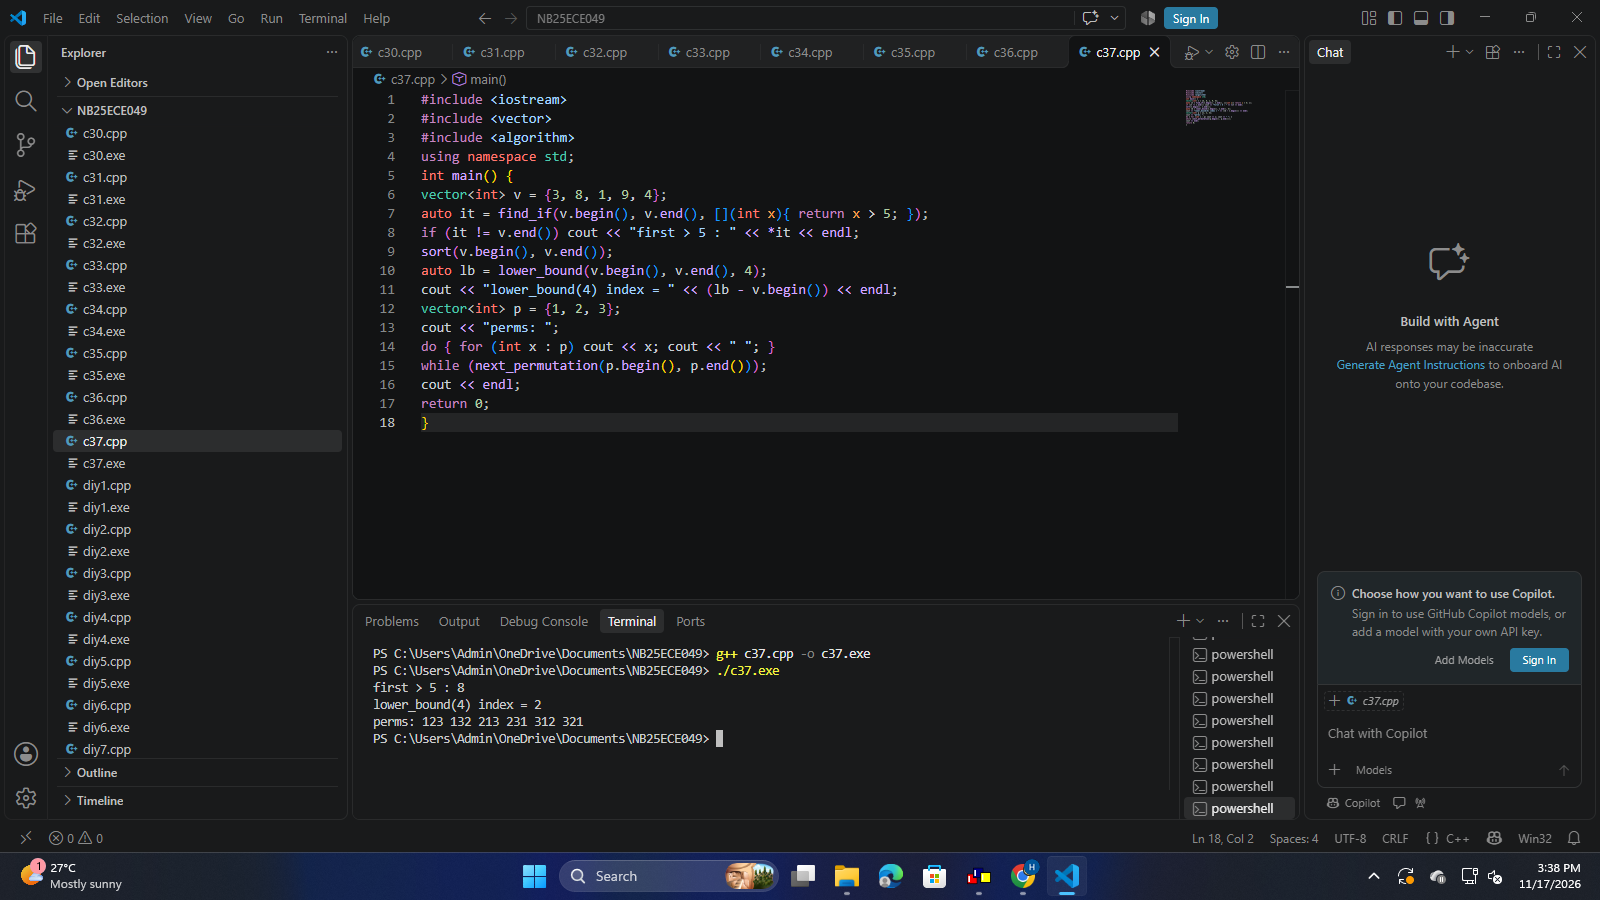 File Edit Selection View Go Run Terminal Help
NB25ECE049
Sign In
Explorer
Open Editors
NB25ECE049
c30.cpp
c30.exe
c31.cpp
c31.exe
c32.cpp
c32.exe
c33.cpp
c33.exe
c34.cpp
c34.exe
c35.cpp
c35.exe
c36.cpp
c36.exe
c37.cpp
c37.exe
diy1.cpp
diy1.exe
diy2.cpp
diy2.exe
diy3.cpp
diy3.exe
diy4.cpp
diy4.exe
diy5.cpp
diy5.exe
diy6.cpp
diy6.exe
diy7.cpp
Outline
Timeline
c30.cpp c31.cpp c32.cpp c33.cpp c34.cpp c35.cpp c36.cpp c37.cpp
c37.cpp > main()
1 #include <iostream>
2 #include <vector>
3 #include <algorithm>
4 using namespace std;
5 int main() {
6 vector<int> v = {3, 8, 1, 9, 4};
7 auto it = find_if(v.begin(), v.end(), [](int x){ return x > 5; });
8 if (it != v.end()) cout << "first > 5 : " << *it << endl;
9 sort(v.begin(), v.end());
10 auto lb = lower_bound(v.begin(), v.end(), 4);
11 cout << "lower_bound(4) index = " << (lb - v.begin()) << endl;
12 vector<int> p = {1, 2, 3};
13 cout << "perms: ";
14 do { for (int x : p) cout << x; cout << " "; }
15 while (next_permutation(p.begin(), p.end()));
16 cout << endl;
17 return 0;
18 }
Problems Output Debug Console Terminal Ports
PS C:\Users\Admin\OneDrive\Documents\NB25ECE049> g++ c37.cpp -o c37.exe
PS C:\Users\Admin\OneDrive\Documents\NB25ECE049> ./c37.exe
first > 5 : 8
lower_bound(4) index = 2
perms: 123 132 213 231 312 321
PS C:\Users\Admin\OneDrive\Documents\NB25ECE049>
powershell
powershell
powershell
powershell
powershell
powershell
powershell
powershell
Chat
Build with Agent
AI responses may be inaccurate
Generate Agent Instructions to onboard AI
onto your codebase.
Choose how you want to use Copilot.
Sign in to use GitHub Copilot models, or
add a model with your own API key.
Add Models Sign In
c37.cpp
Chat with Copilot
Models
Copilot
0 0
Ln 18, Col 2 Spaces: 4 UTF-8 CRLF { } C++ Win32
1
27°C
Mostly sunny
Search
H
3:38 PM
11/17/2026